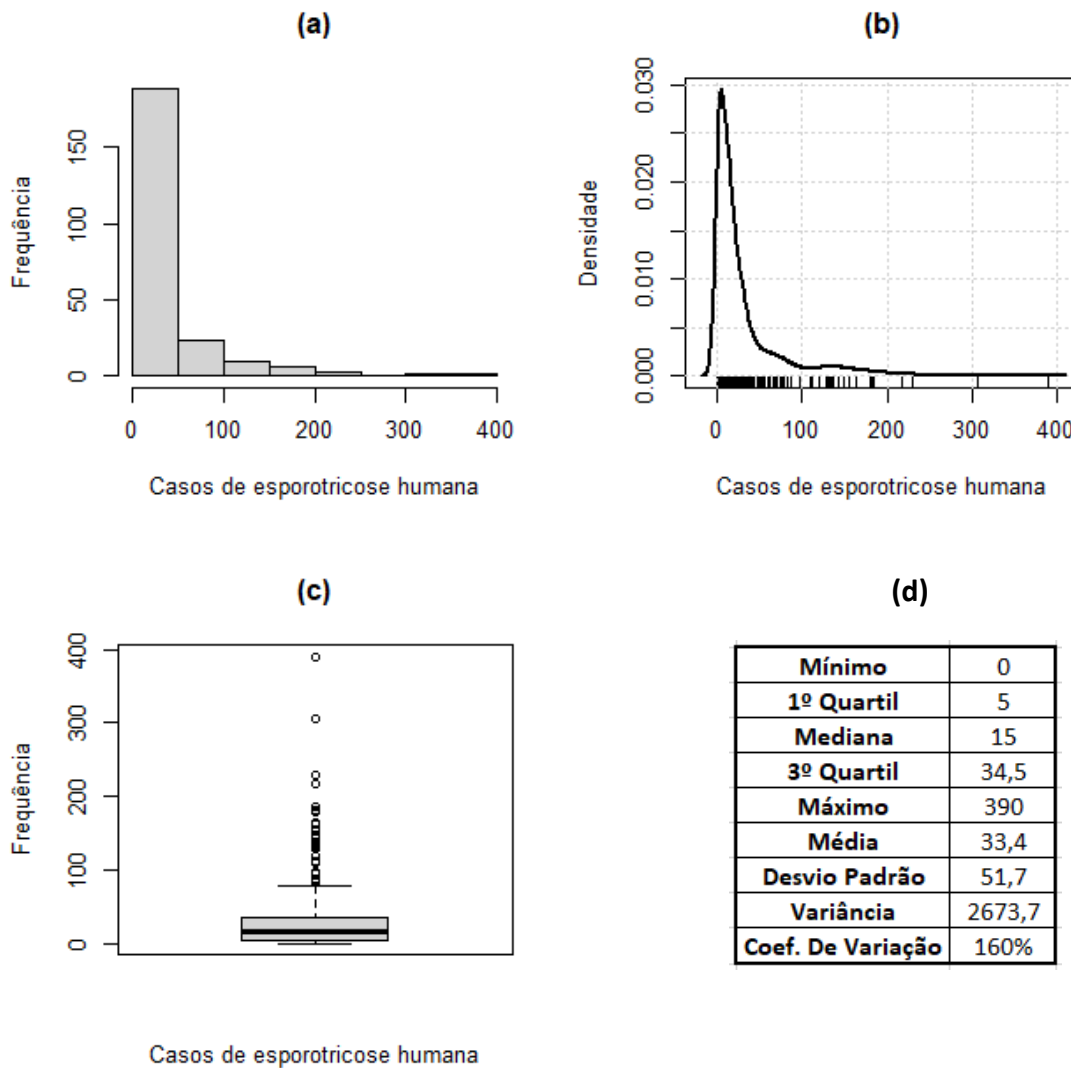 (a)
Frequência
150
100
50
0
0 100 200 300 400
Casos de esporotricose humana
(b)
Densidade
0.030
0.020
0.010
0.000
0 100 200 300 400
Casos de esporotricose humana
(c)
Frequência
400
300
200
100
0
Casos de esporotricose humana
(d)
Mínimo 0
1º Quartil 5
Mediana 15
3º Quartil 34,5
Máximo 390
Média 33,4
Desvio Padrão 51,7
Variância 2673,7
Coef. De Variação 160%